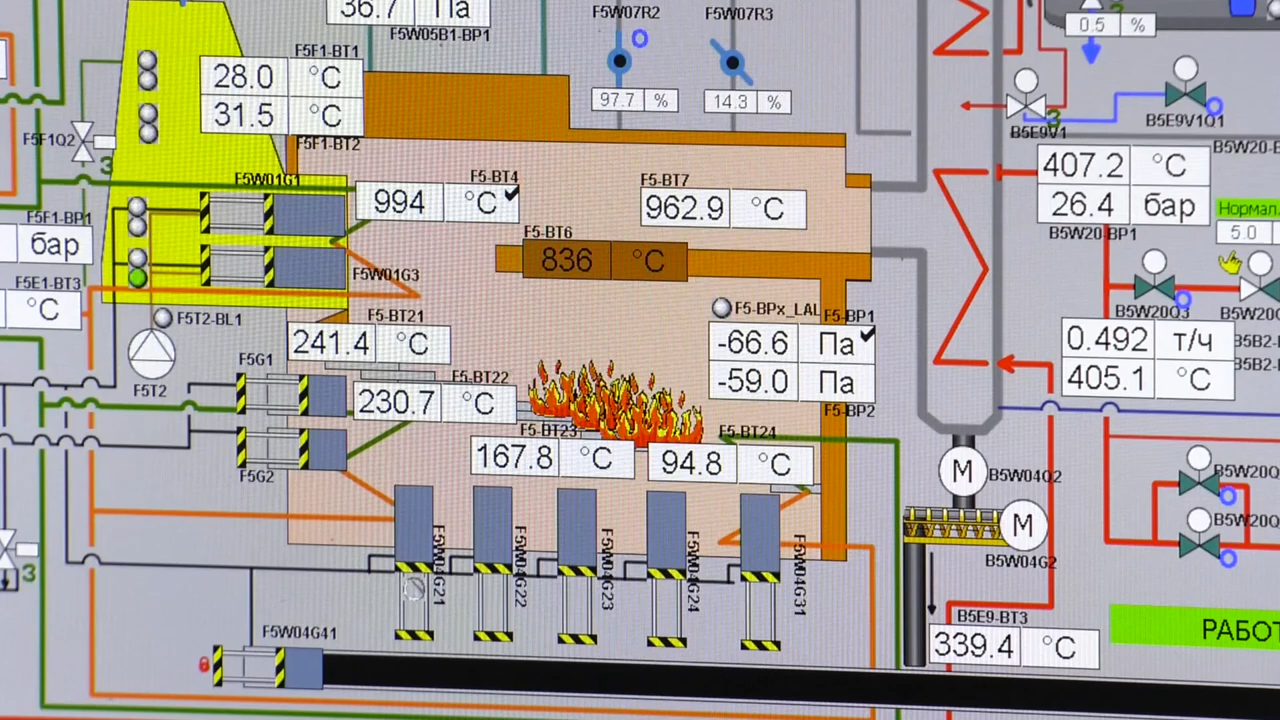 36.7 Па
F5W05B1-BP1
F5W07R2
F5W07R3
97.7 %
14.3 %
0.5 %
3
B5E9V1
B5E9V1Q1
F5F1-BT1
28.0 °C
31.5 °C
F5F1-BT2
F5F1Q2
3
F5W01G1
F5-BT4
994 °C
F5-BT7
962.9 °C
407.2 °C
26.4 бар
B5W20-BP1
Нормал
5.0
F5F1-BP1
бар
F5-BT6
836 °C
F5W01G3
F5E1-BT3
°C
F5T2-BL1
F5T2
F5-BT21
241.4 °C
F5-BPx_LAL
F5-BP1
-66.6 Па
-59.0 Па
F5-BP2
B5W20Q3
0.492 т/ч
405.1 °C
F5G1
F5-BT22
230.7 °C
F5-BT23
F5-BT24
167.8 °C
94.8 °C
F5G2
M
B5W04Q2
M
B5W04G2
F5W04G21
F5W04G22
F5W04G23
F5W04G24
F5W04G31
3
F5W04G41
B5E9-BT3
339.4 °C
РАБОТ